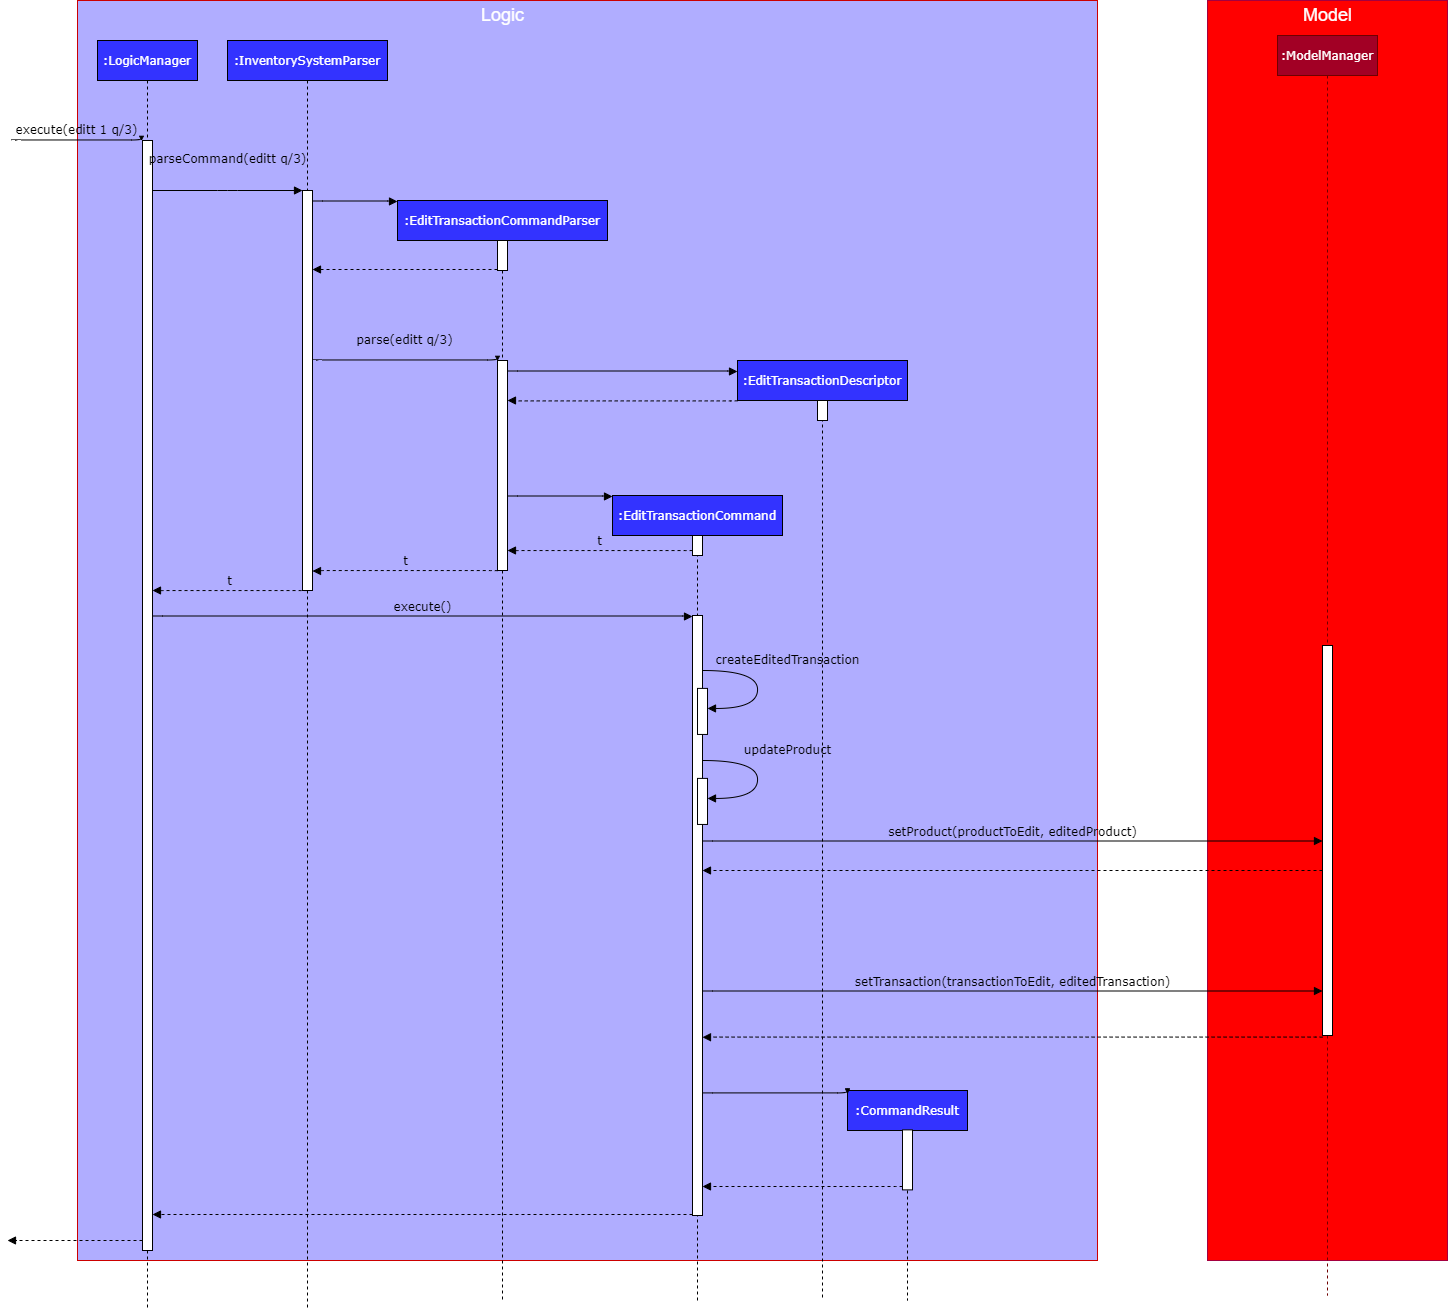 Logic
Model
:LogicManager
:InventorySystemParser
:ModelManager
execute(editt 1 q/3)
parseCommand(editt q/3)
:EditTransactionCommandParser
parse(editt q/3)
:EditTransactionDescriptor
:EditTransactionCommand
t
t
t
execute()
createEditedTransaction
updateProduct
setProduct(productToEdit, editedProduct)
setTransaction(transactionToEdit, editedTransaction)
:CommandResult